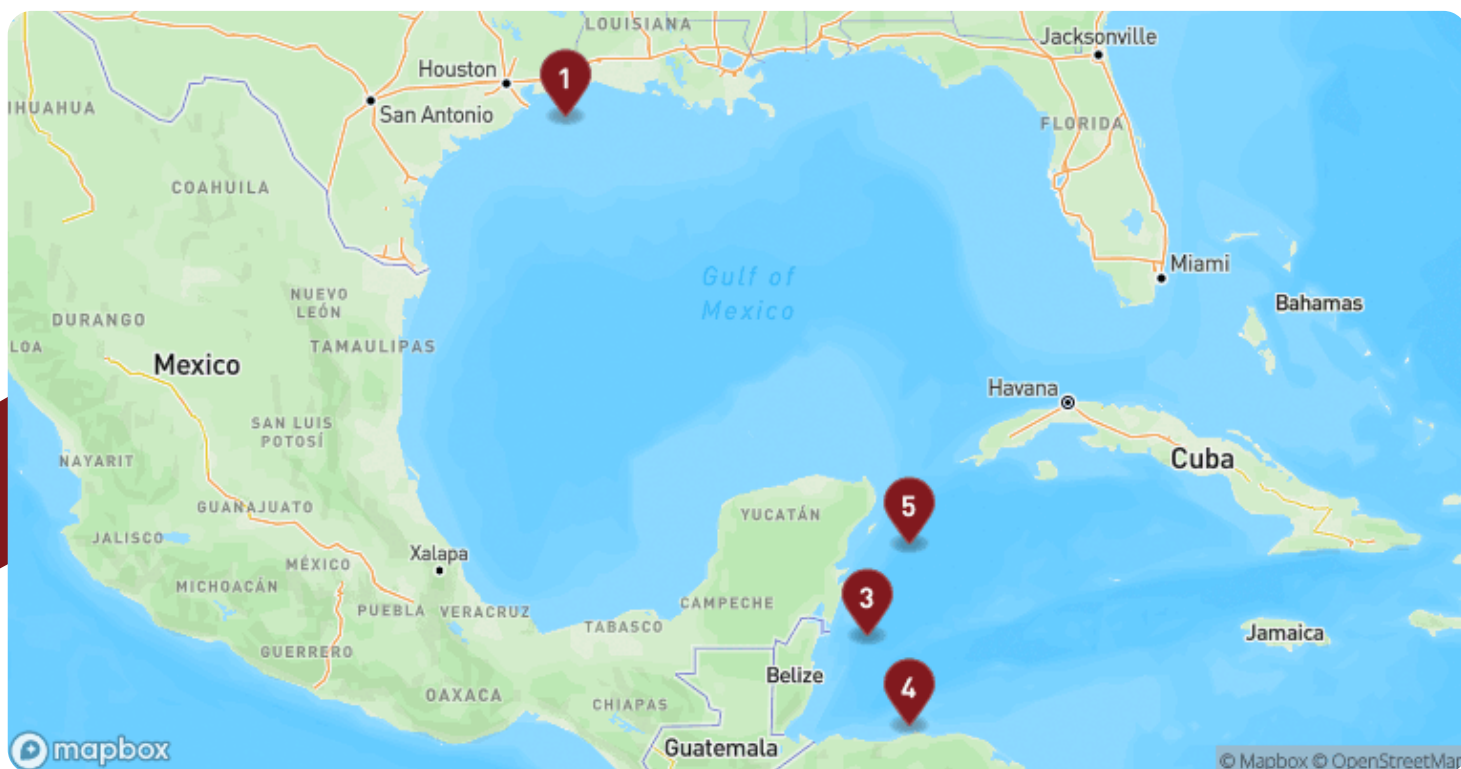 LOUISIANA
Jacksonville
Houston
1
San Antonio
IHUAHUA
FLORIDA
COAHUILA
Miami
Gulf of
Mexico
NUEVO
LEÓN
Bahamas
DURANGO
LOA
TAMAULIPAS
Mexico
Havana
SAN LUIS
POTOSÍ
NAYARIT
Cuba
GUANAJUATO
YUCATÁN
5
JALISCO
Xalapa
MÉXICO
MICHOACÁN
PUEBLA
VERACRUZ
CAMPECHE
3
TABASCO
Jamaica
GUERRERO
Belize
OAXACA
CHIAPAS
4
Guatemala
mapbox
© Mapbox © OpenStreetMap